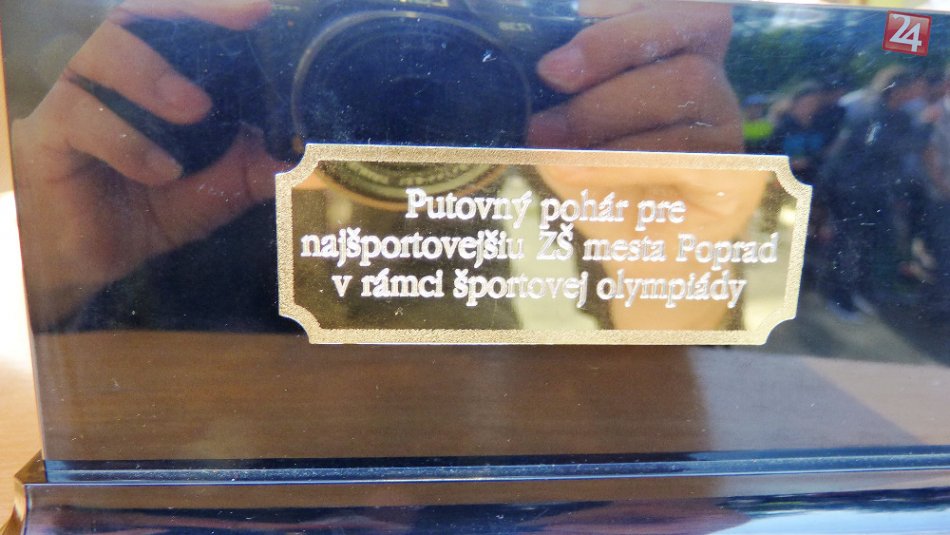 24
Putovný pohár pre
najšportovejšiu ZŠ mesta Poprad
v rámci športovej olympiády